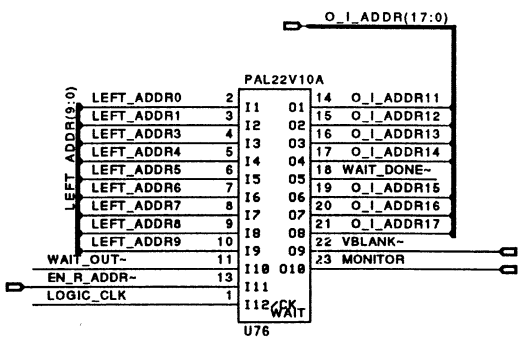 O_I_ADDR(17:0)
PAL22V10A
LEFT_ADDR(9:0)
LEFT_ADDR0 2 I1 O1 14 O_I_ADDR11
LEFT_ADDR1 3 I2 O2 15 O_I_ADDR12
LEFT_ADDR3 4 I3 O3 16 O_I_ADDR13
LEFT_ADDR4 5 I4 O4 17 O_I_ADDR14
LEFT_ADDR5 6 I5 O5 18 WAIT_DONE~
LEFT_ADDR6 7 I6 O6 19 O_I_ADDR15
LEFT_ADDR7 8 I7 O7 20 O_I_ADDR16
LEFT_ADDR8 9 I8 O8 21 O_I_ADDR17
LEFT_ADDR9 10 I9 O9 22 VBLANK~
WAIT_OUT~ 11 I10 O10 23 MONITOR
EN_R_ADDR~ 13 I11
LOGIC_CLK 1 I12/CK
WAIT
U76